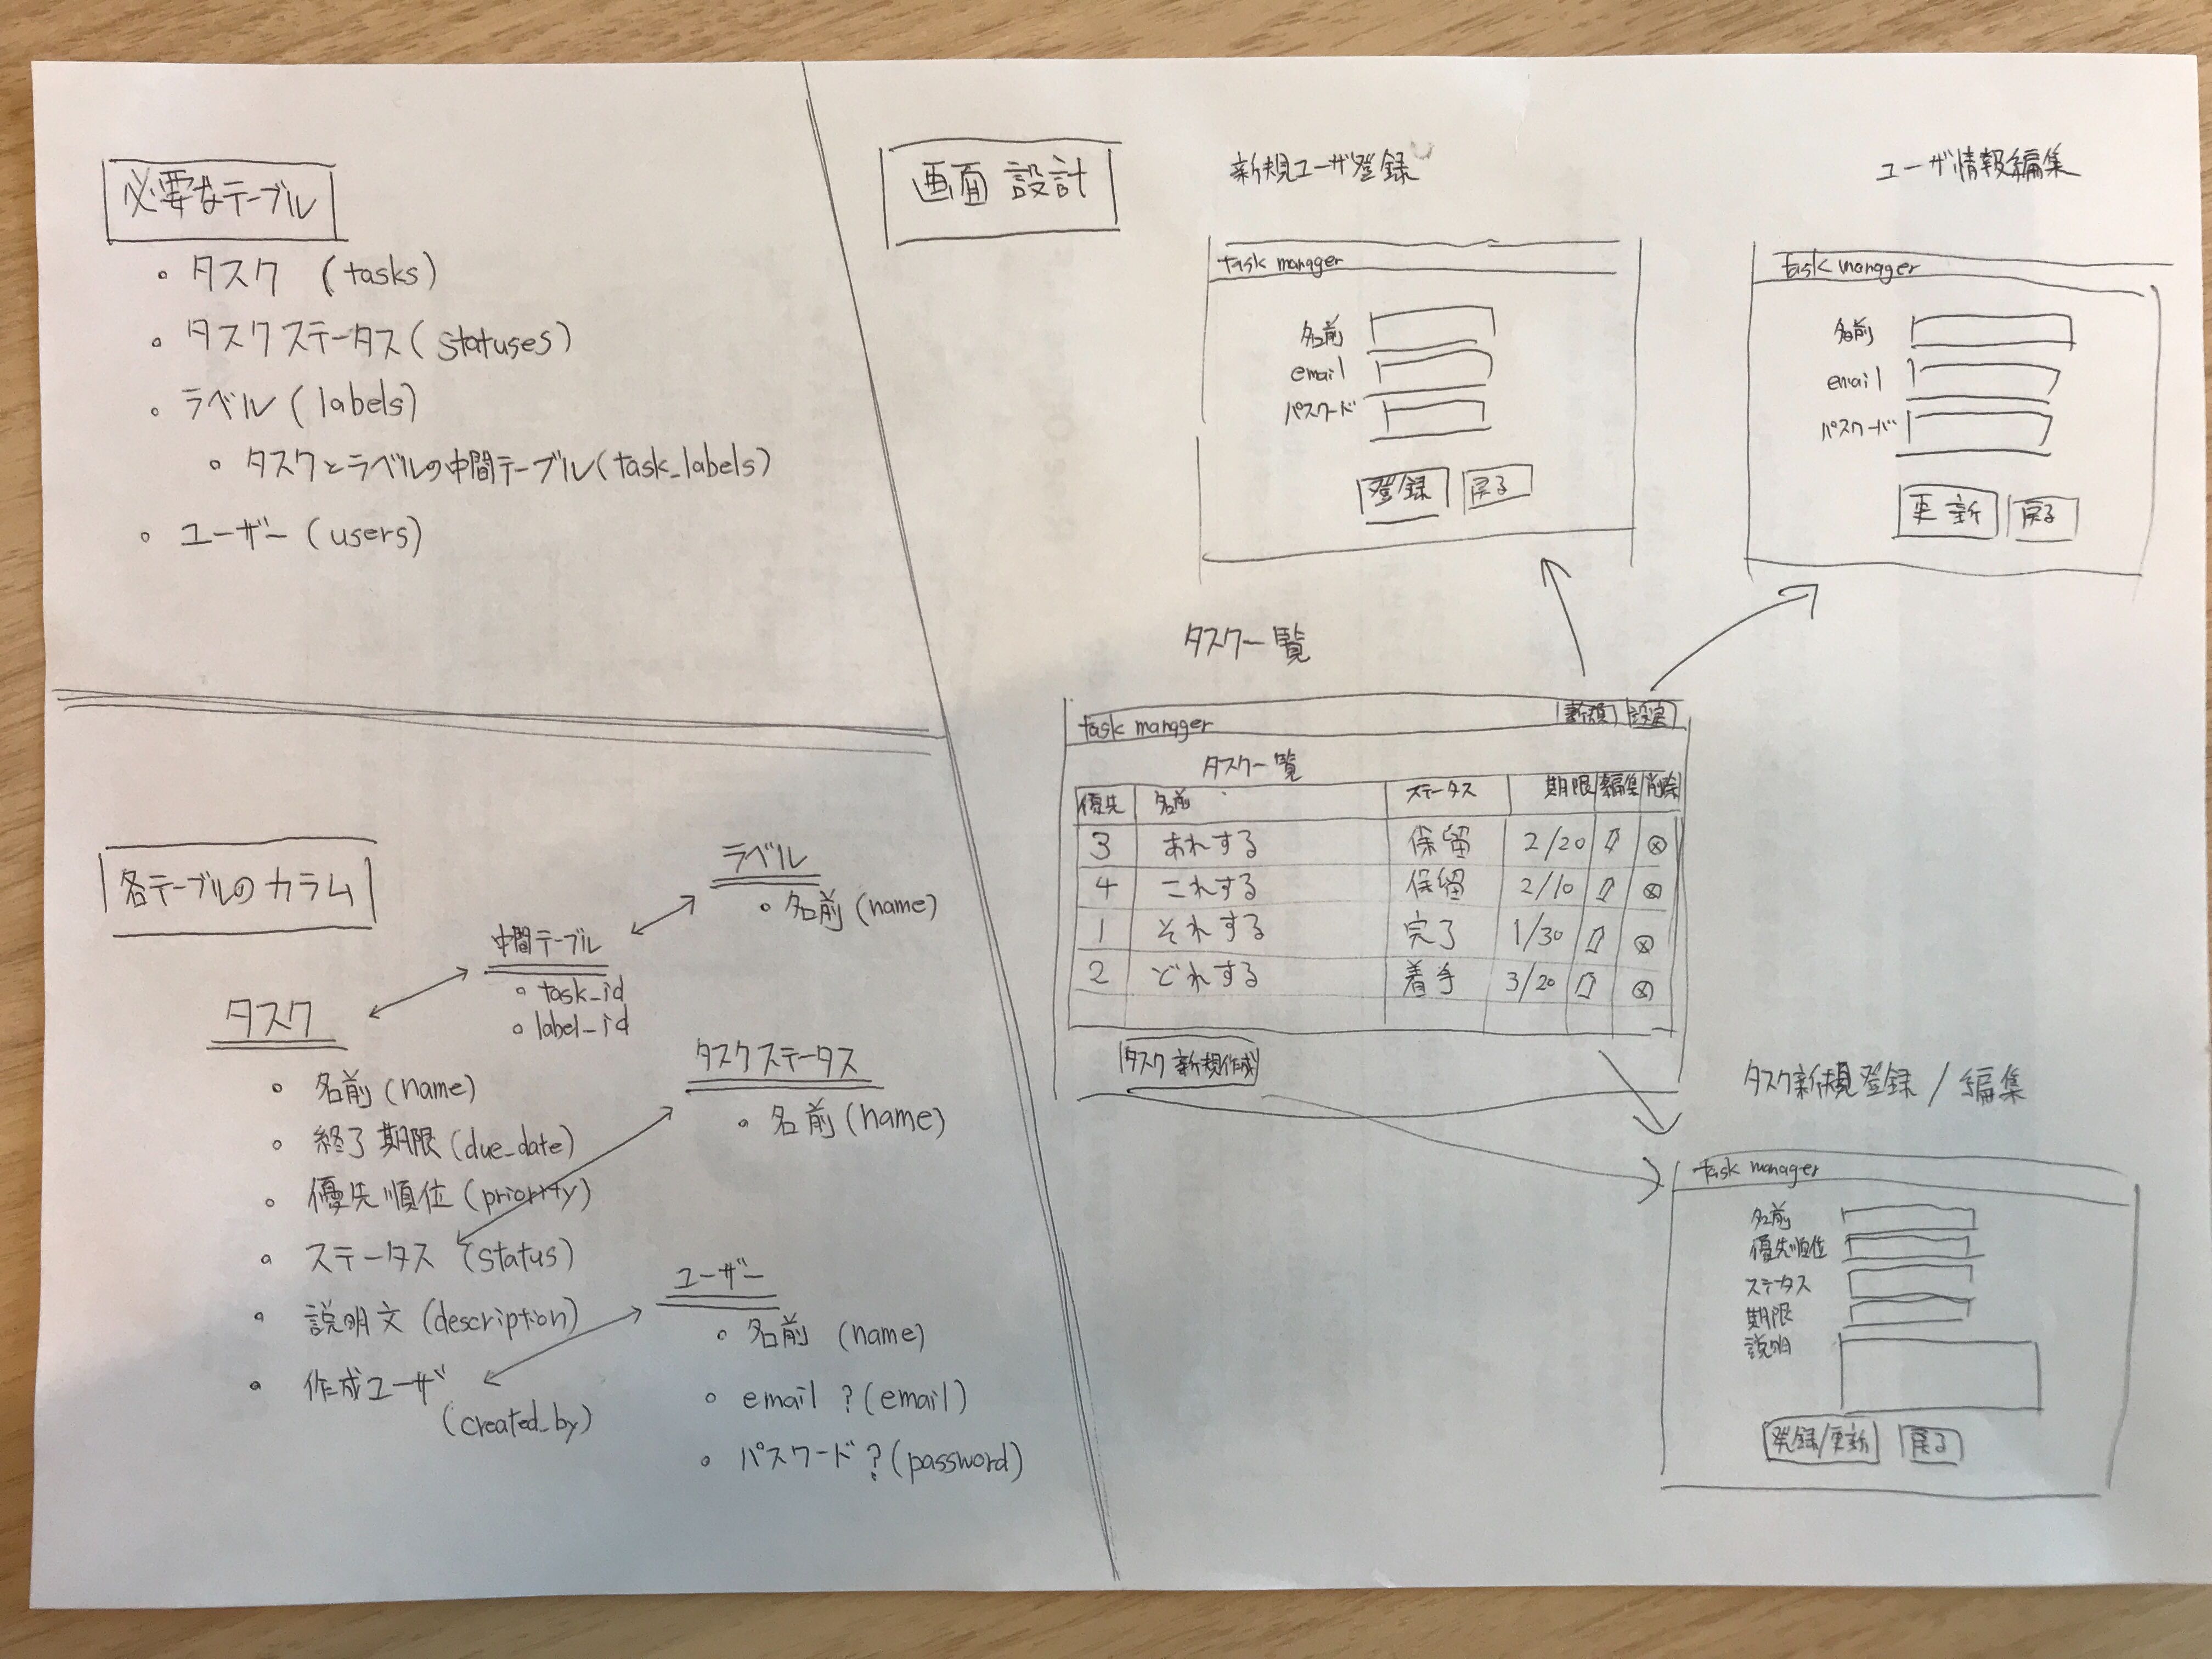 必要なテーブル
・タスク (tasks)
・タスクステータス (statuses)
・ラベル (labels)
・タスクとラベルの中間テーブル (task_labels)
・ユーザー (users)
各テーブルのカラム
ラベル
・名前 (name)
中間テーブル
・task_id
・label_id
タスク
・名前 (name)
・終了期限 (due_date)
・優先順位 (priority)
・ステータス (status)
・説明文 (description)
・作成ユーザ
(created_by)
タスクステータス
・名前 (name)
ユーザー
・名前 (name)
・email ? (email)
・パスワード ? (password)
画面設計
新規ユーザ登録
task manager
名前
email
パスワード
登録 戻る
ユーザ情報編集
task manager
名前
email
パスワード
更新 戻る
タスク一覧
task manager 新規 設定
タスク一覧
優先 名前 ステータス 期限 編集 削除
3 あれする 保留 2/20
4 これする 保留 2/10
1 それする 完了 1/30
2 どれする 着手 3/20
タスク新規作成
タスク新規登録 / 編集
task manager
名前
優先順位
ステータス
期限
説明
登録/更新 戻る